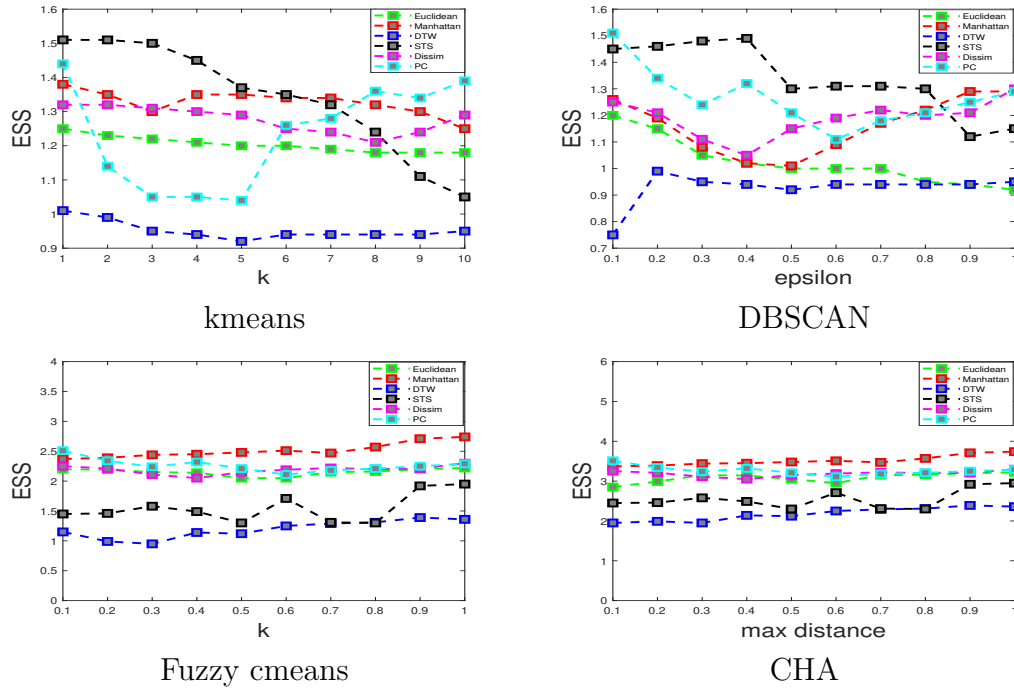 1.6
1.5
1.4
1.3
1.2
1.1
1
0.9
ESS
1 2 3 4 5 6 7 8 9 10
k
Euclidean
Manhattan
DTW
STS
Dissim
PC
kmeans
1.6
1.5
1.4
1.3
1.2
1.1
1
0.9
0.8
0.7
ESS
0.1 0.2 0.3 0.4 0.5 0.6 0.7 0.8 0.9 1
epsilon
Euclidean
Manhattan
DTW
STS
Dissim
PC
DBSCAN
4
3.5
3
2.5
2
1.5
1
0.5
0
ESS
0.1 0.2 0.3 0.4 0.5 0.6 0.7 0.8 0.9 1
k
Euclidean
Manhattan
DTW
STS
Dissim
PC
Fuzzy cmeans
6
5
4
3
2
1
0
ESS
0.1 0.2 0.3 0.4 0.5 0.6 0.7 0.8 0.9 1
max distance
Euclidean
Manhattan
DTW
STS
Dissim
PC
CHA